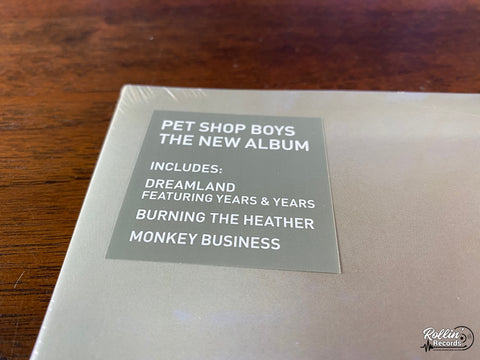 PET SHOP BOYS
THE NEW ALBUM
INCLUDES:
DREAMLAND
FEATURING YEARS & YEARS
BURNING THE HEATHER
MONKEY BUSINESS
Rollin'
Records